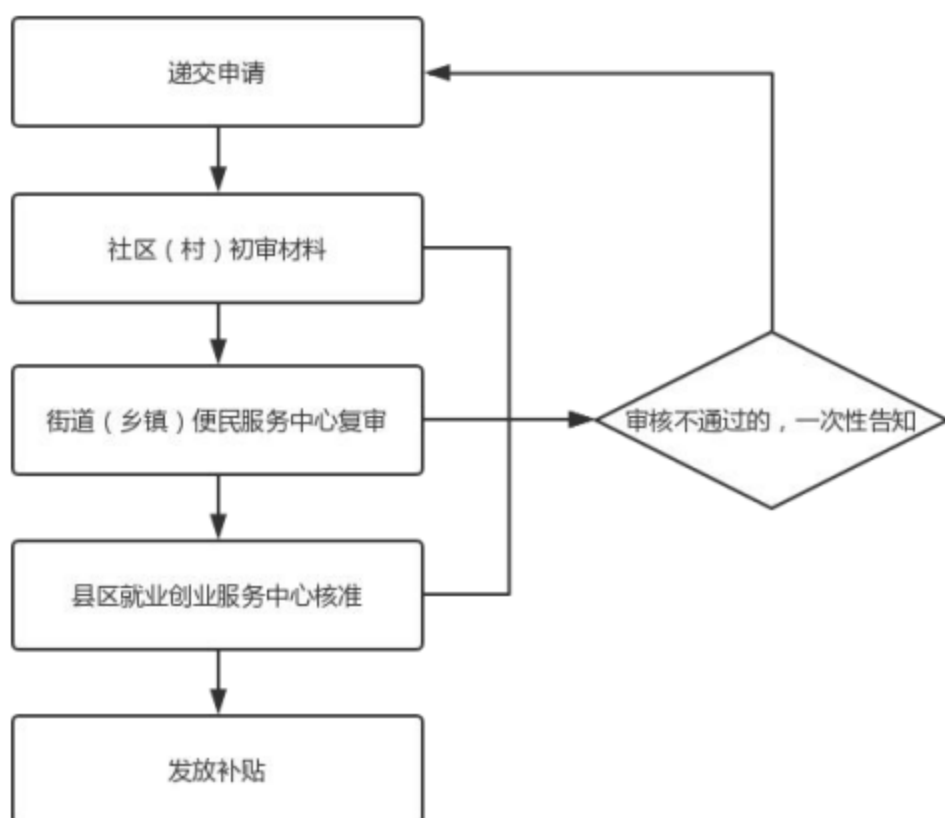 递交申请
社区（村）初审材料
街道（乡镇）便民服务中心复审
审核不通过的，一次性告知
县区就业创业服务中心核准
发放补贴